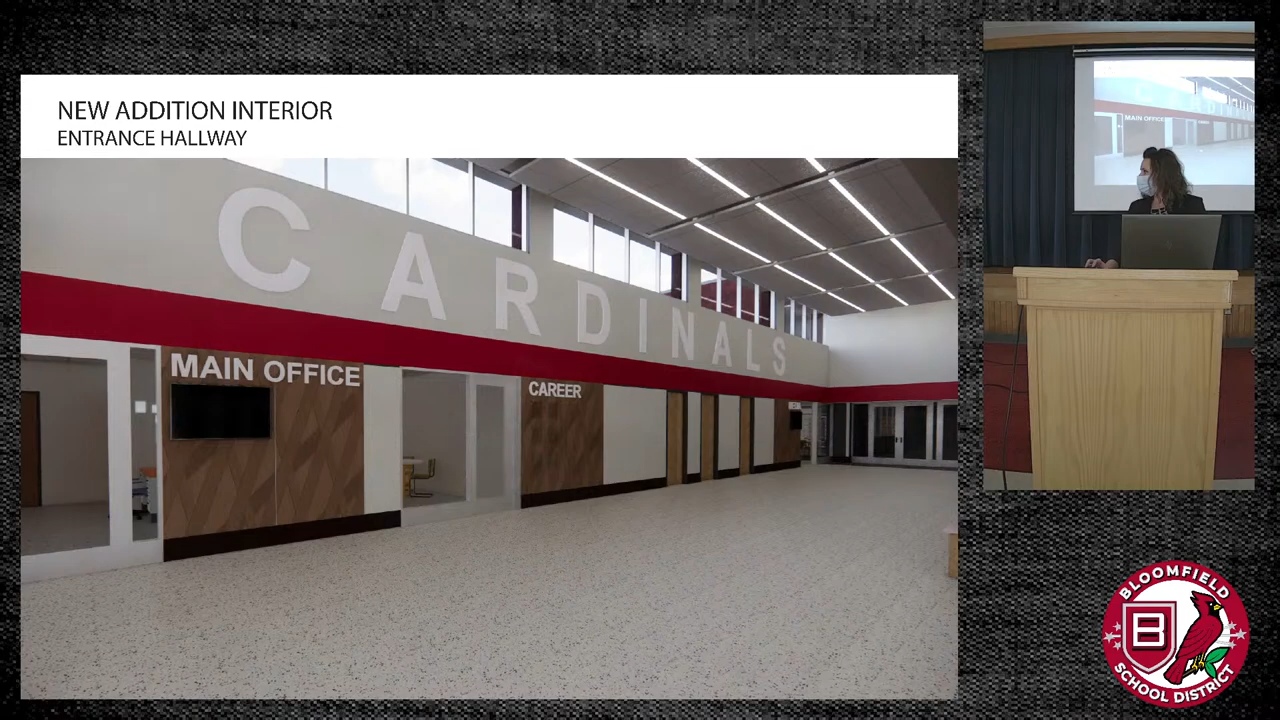 NEW ADDITION INTERIOR
ENTRANCE HALLWAY
CARDINALS
MAIN OFFICE
CAREER
MAIN OFFICE
BLOOMFIELD
B
SCHOOL DISTRICT